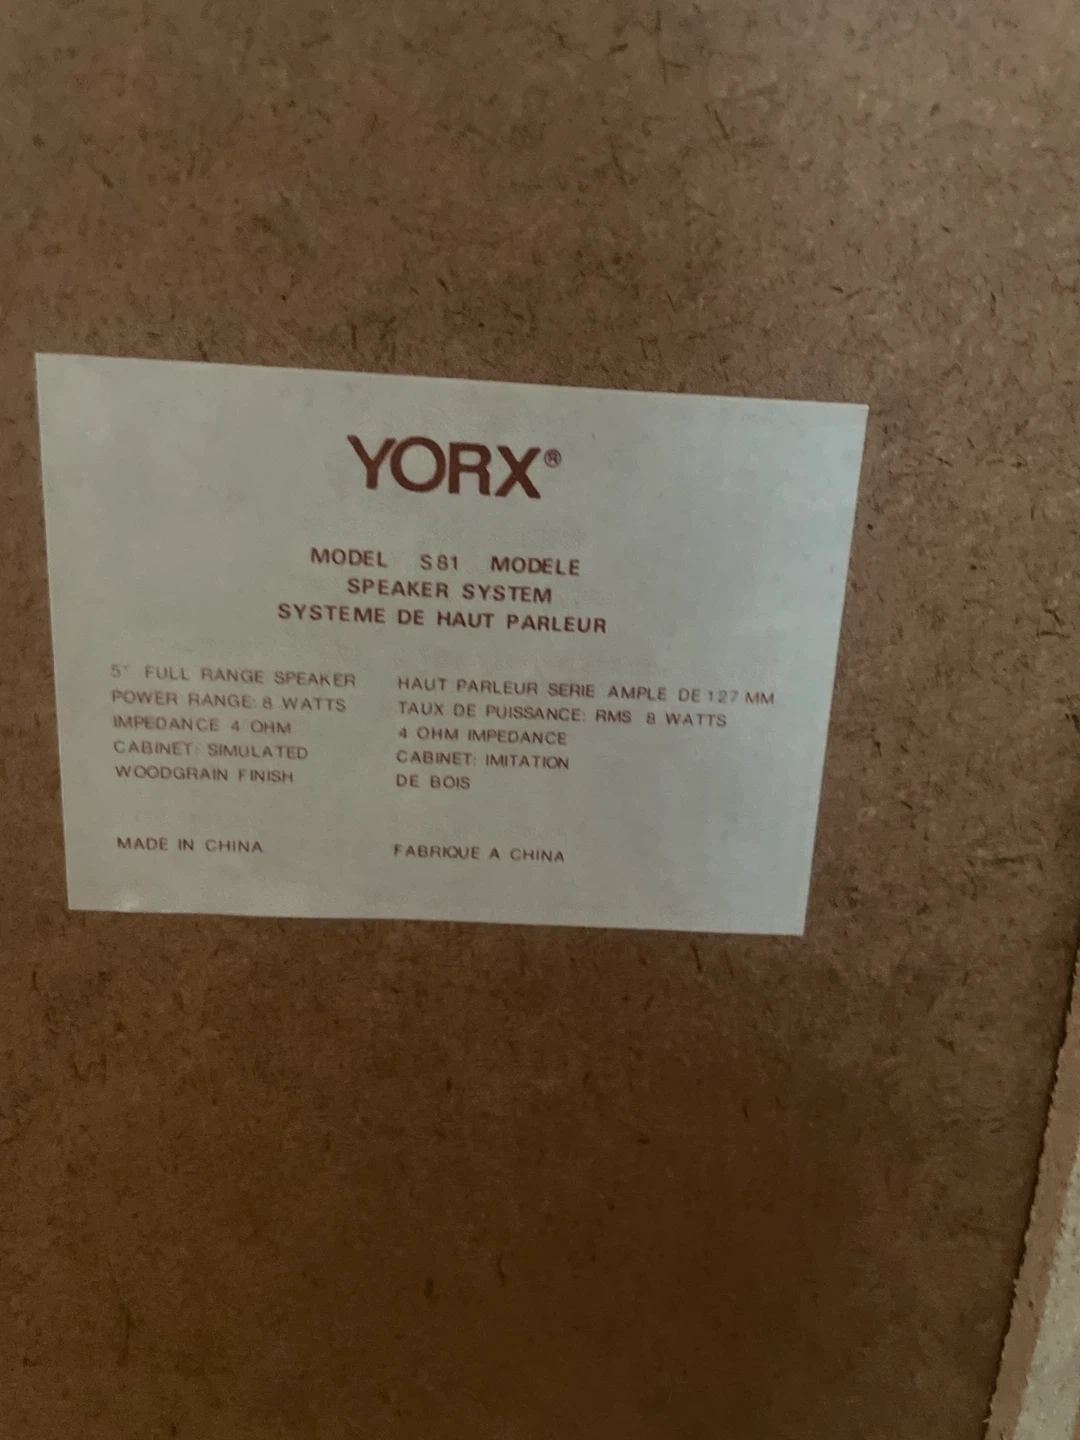 YORX®
MODEL S81 MODELE
SPEAKER SYSTEM
SYSTEME DE HAUT PARLEUR
5" FULL RANGE SPEAKER
POWER RANGE: 8 WATTS
IMPEDANCE 4 OHM
CABINET: SIMULATED
WOODGRAIN FINISH
MADE IN CHINA
HAUT PARLEUR SERIE AMPLE DE 127 MM
TAUX DE PUISSANCE: RMS 8 WATTS
4 OHM IMPEDANCE
CABINET: IMITATION
DE BOIS
FABRIQUE A CHINA